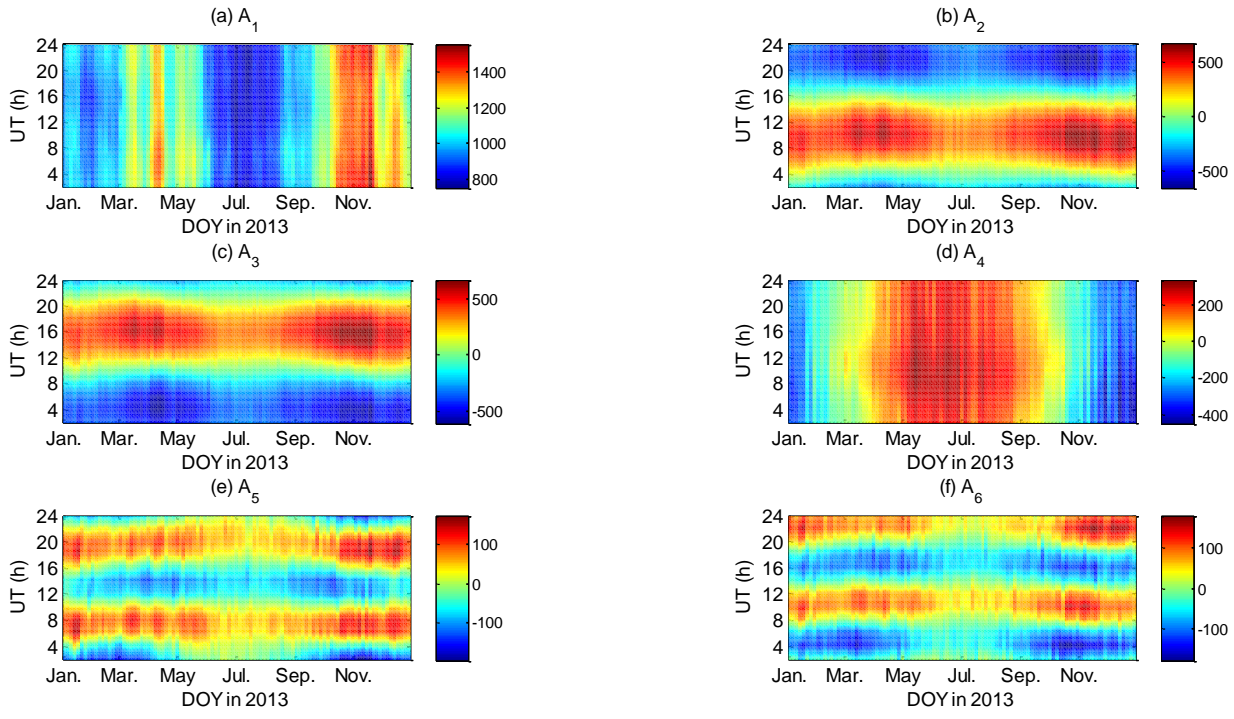 (a) A1
UT (h)
24
20
16
12
8
4
Jan. Mar. May Jul. Sep. Nov.
DOY in 2013
1400
1200
1000
800
(b) A2
UT (h)
24
20
16
12
8
4
Jan. Mar. May Jul. Sep. Nov.
DOY in 2013
500
0
-500
(c) A3
UT (h)
24
20
16
12
8
4
Jan. Mar. May Jul. Sep. Nov.
DOY in 2013
500
0
-500
(d) A4
UT (h)
24
20
16
12
8
4
Jan. Mar. May Jul. Sep. Nov.
DOY in 2013
200
0
-200
-400
(e) A5
UT (h)
24
20
16
12
8
4
Jan. Mar. May Jul. Sep. Nov.
DOY in 2013
100
0
-100
(f) A6
UT (h)
24
20
16
12
8
4
Jan. Mar. May Jul. Sep. Nov.
DOY in 2013
100
0
-100